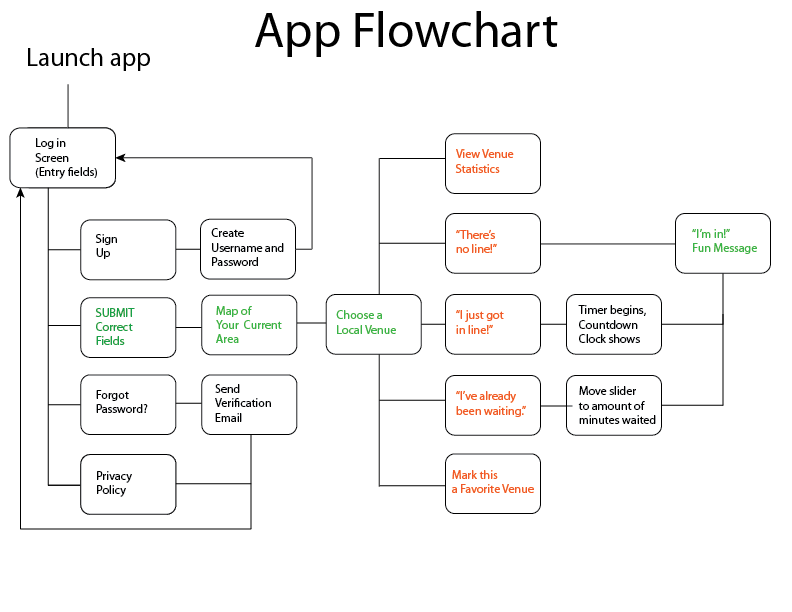 App Flowchart
Launch app
Log in
Screen
(Entry fields)
Sign
Up
Create
Username and
Password
SUBMIT
Correct
Fields
Map of
Your Current
Area
Forgot
Password?
Send
Verification
Email
Privacy
Policy
Choose a
Local Venue
View Venue
Statistics
“There’s
no line!”
“I just got
in line!”
Timer begins,
Countdown
Clock shows
“I’ve already
been waiting.”
Move slider
to amount of
minutes waited
Mark this
a Favorite Venue
“I’m in!”
Fun Message